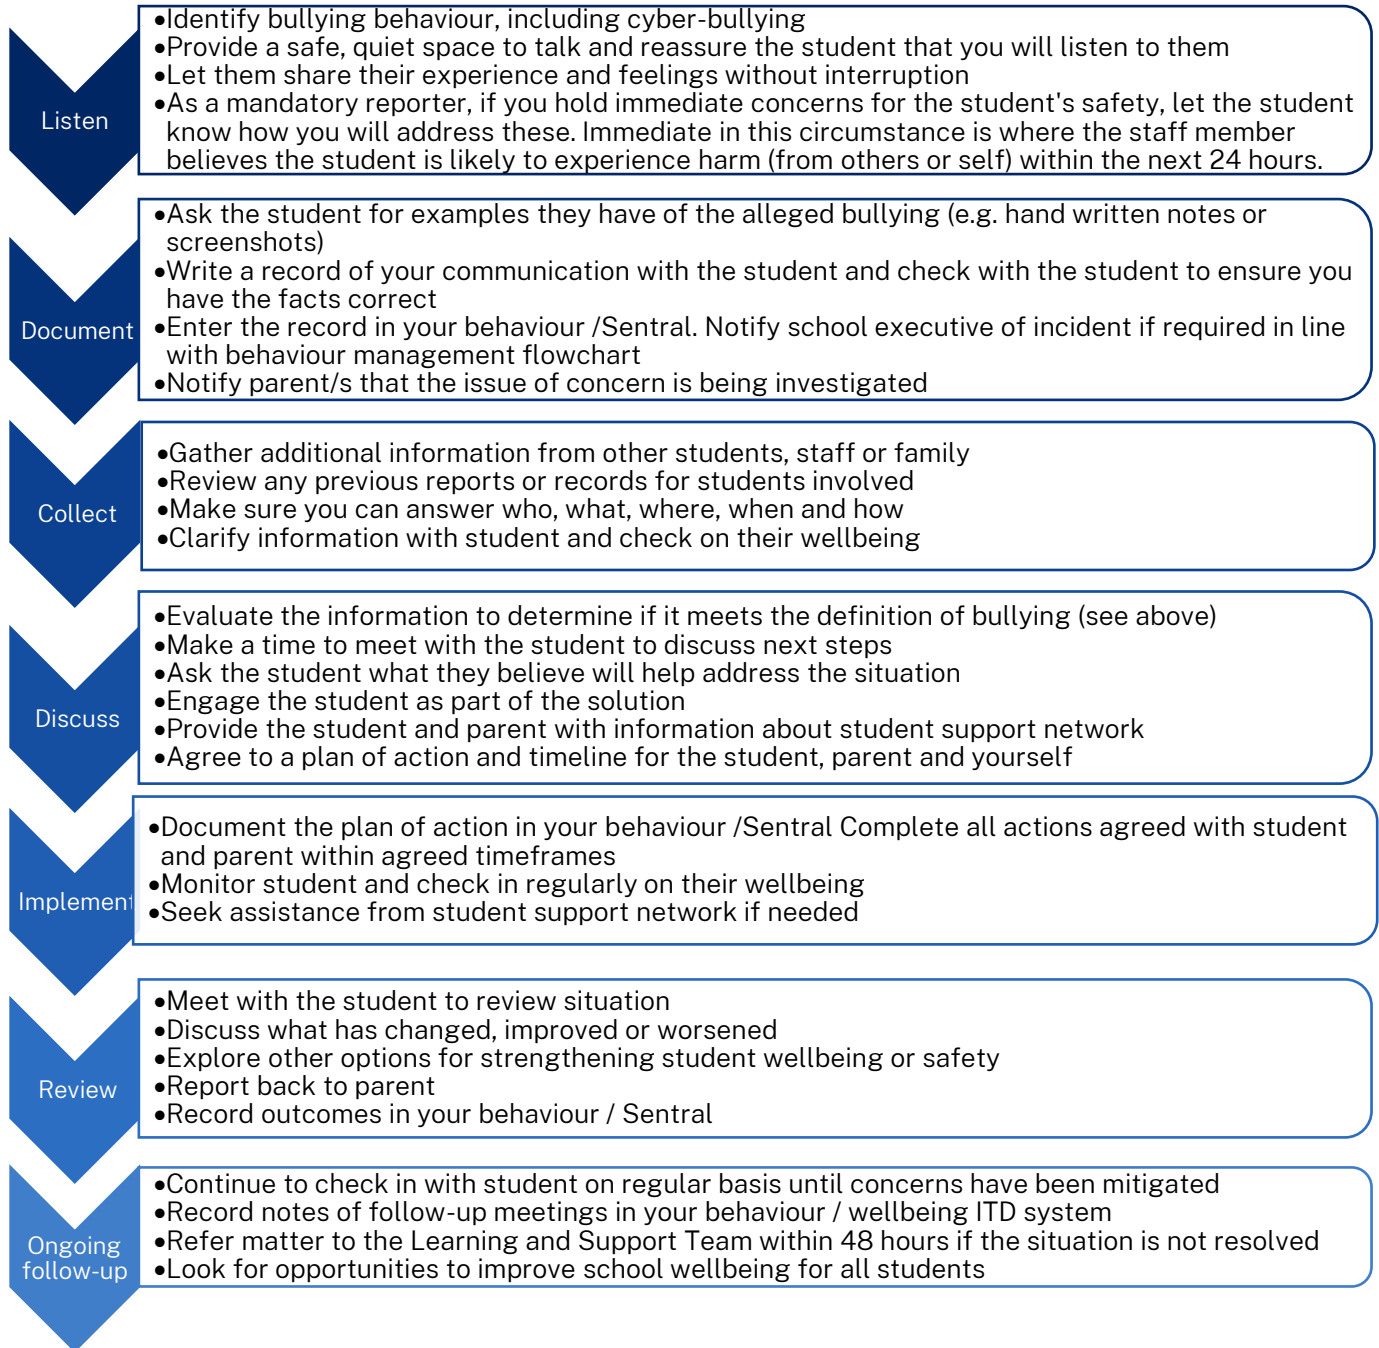 Listen
•Identify bullying behaviour, including cyber-bullying
•Provide a safe, quiet space to talk and reassure the student that you will listen to them
•Let them share their experience and feelings without interruption
•As a mandatory reporter, if you hold immediate concerns for the student's safety, let the student
know how you will address these. Immediate in this circumstance is where the staff member
believes the student is likely to experience harm (from others or self) within the next 24 hours.
Document
•Ask the student for examples they have of the alleged bullying (e.g. hand written notes or
screenshots)
•Write a record of your communication with the student and check with the student to ensure you
have the facts correct
•Enter the record in your behaviour /Sentral. Notify school executive of incident if required in line
with behaviour management flowchart
•Notify parent/s that the issue of concern is being investigated
Collect
•Gather additional information from other students, staff or family
•Review any previous reports or records for students involved
•Make sure you can answer who, what, where, when and how
•Clarify information with student and check on their wellbeing
Discuss
•Evaluate the information to determine if it meets the definition of bullying (see above)
•Make a time to meet with the student to discuss next steps
•Ask the student what they believe will help address the situation
•Engage the student as part of the solution
•Provide the student and parent with information about student support network
•Agree to a plan of action and timeline for the student, parent and yourself
Implement
•Document the plan of action in your behaviour /Sentral Complete all actions agreed with student
and parent within agreed timeframes
•Monitor student and check in regularly on their wellbeing
•Seek assistance from student support network if needed
Review
•Meet with the student to review situation
•Discuss what has changed, improved or worsened
•Explore other options for strengthening student wellbeing or safety
•Report back to parent
•Record outcomes in your behaviour / Sentral
Ongoing
follow-up
•Continue to check in with student on regular basis until concerns have been mitigated
•Record notes of follow-up meetings in your behaviour / wellbeing ITD system
•Refer matter to the Learning and Support Team within 48 hours if the situation is not resolved
•Look for opportunities to improve school wellbeing for all students